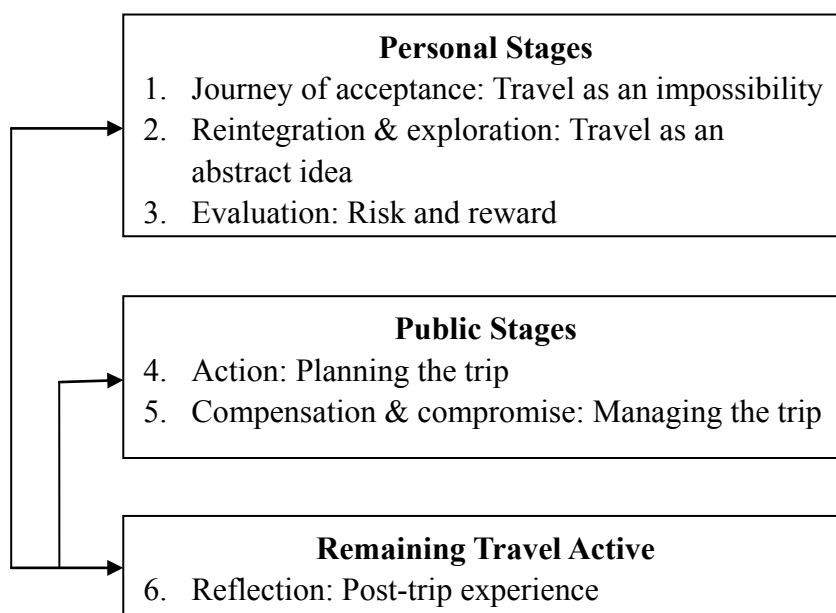 Personal Stages
1. Journey of acceptance: Travel as an impossibility
2. Reintegration & exploration: Travel as an
abstract idea
3. Evaluation: Risk and reward
Public Stages
4. Action: Planning the trip
5. Compensation & compromise: Managing the trip
Remaining Travel Active
6. Reflection: Post-trip experience